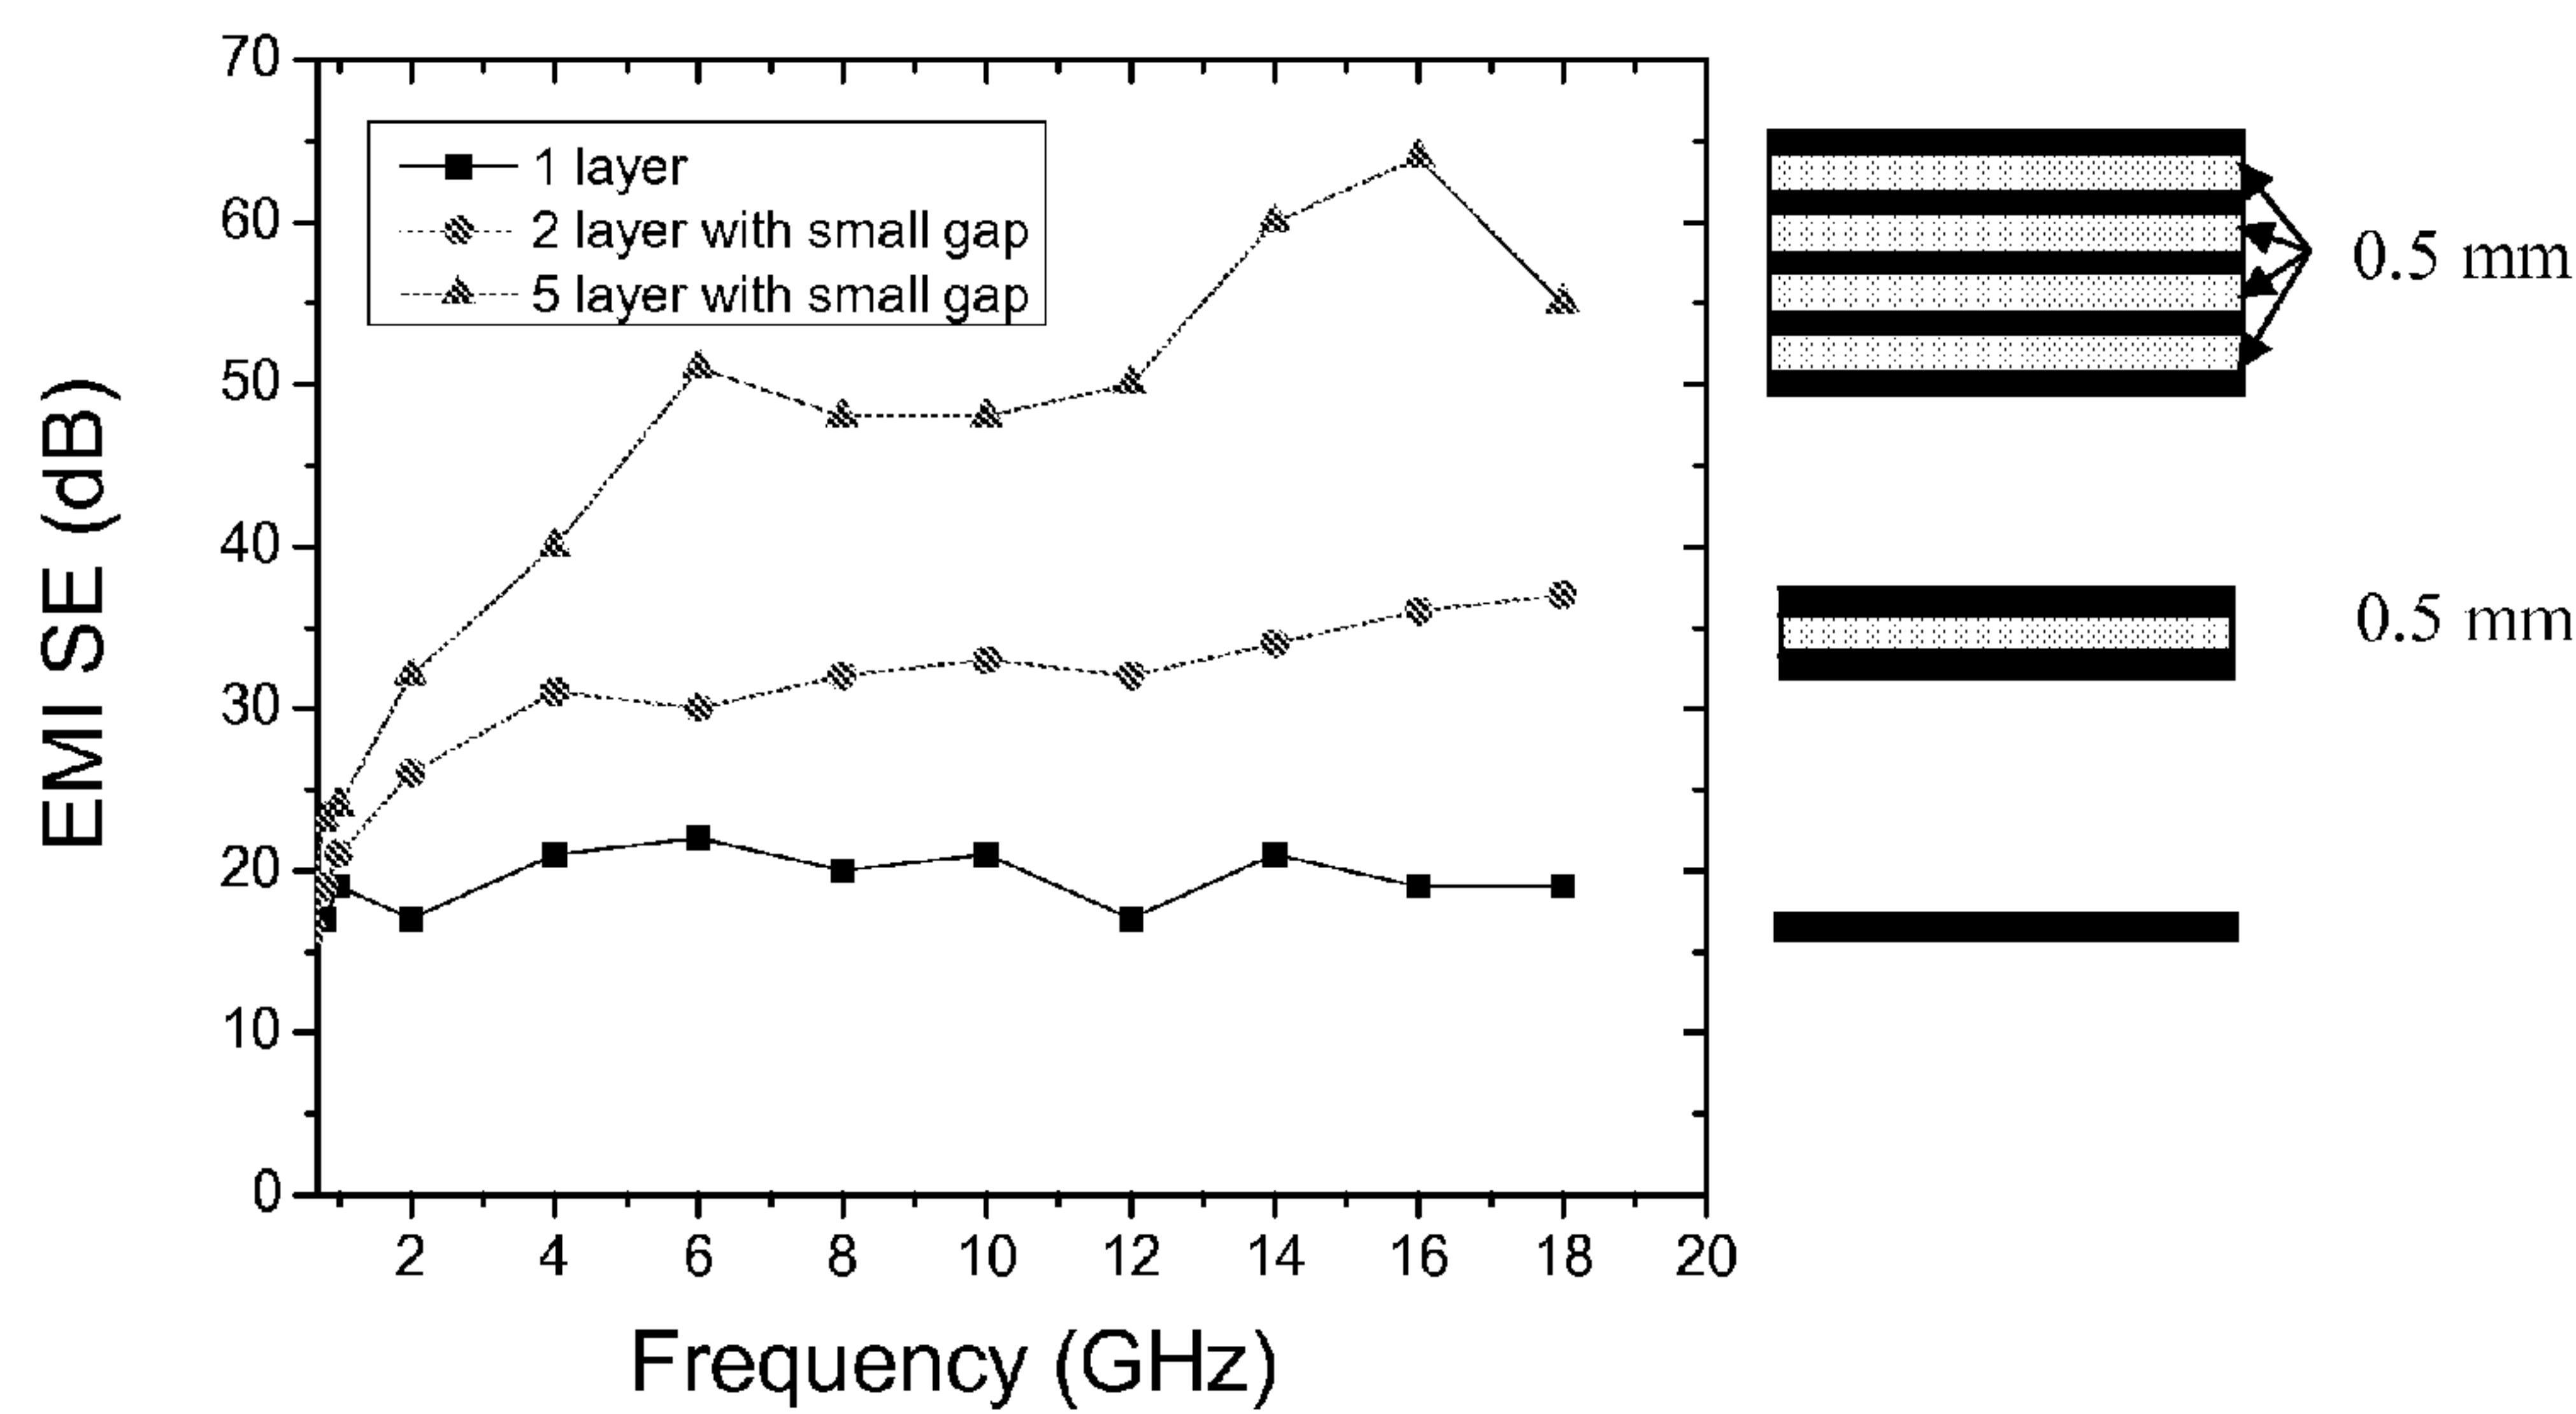 70
60
50
40
30
20
10
0
EMI SE (dB)
1 layer
2 layer with small gap
5 layer with small gap
2 4 6 8 10 12 14 16 18 20
Frequency (GHz)
0.5 mm
0.5 mm